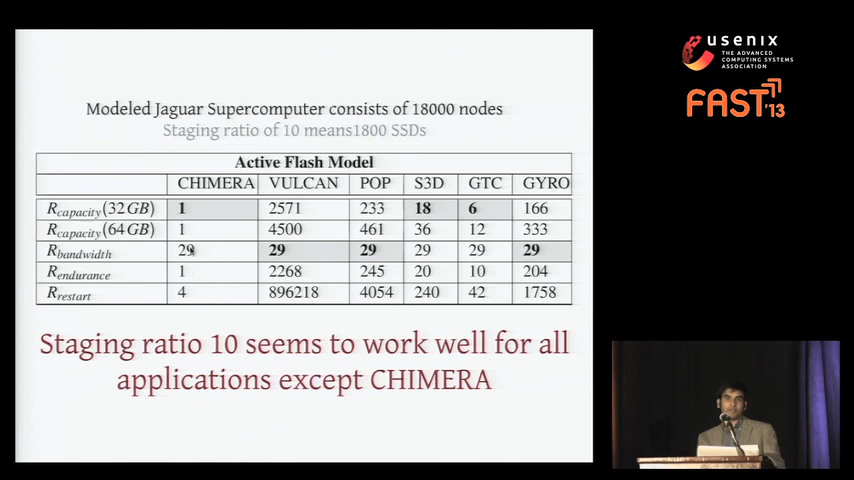 usenix
THE ADVANCED
COMPUTING SYSTEMS
ASSOCIATION
FAST '13
Modeled Jaguar Supercomputer consists of 18000 nodes
Staging ratio of 10 means1800 SSDs
Active Flash Model
CHIMERA VULCAN POP S3D GTC GYRO
Rcapacity(32GB) 1 2571 233 18 6 166
Rcapacity(64GB) 1 4500 461 36 12 333
Rbandwidth 29 29 29 29 29 29
Rendurance 1 2268 245 20 10 204
Rrestart 4 896218 4054 240 42 1758
Staging ratio 10 seems to work well for all
applications except CHIMERA